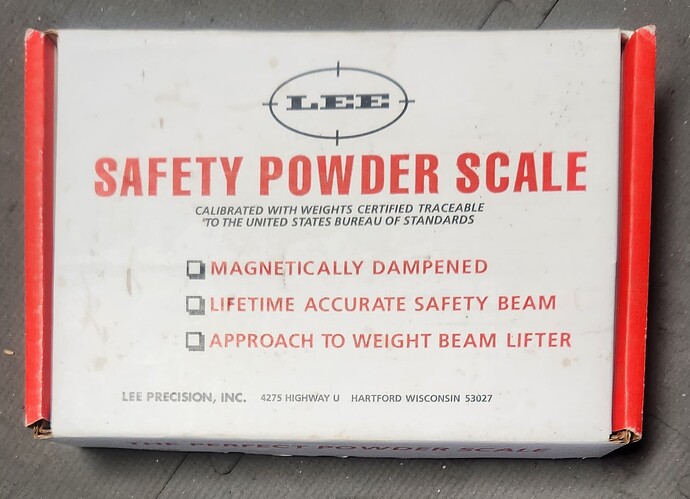 LEE
SAFETY POWDER SCALE
CALIBRATED WITH WEIGHTS CERTIFIED TRACEABLE
TO THE UNITED STATES BUREAU OF STANDARDS
MAGNETICALLY DAMPENED
LIFETIME ACCURATE SAFETY BEAM
APPROACH TO WEIGHT BEAM LIFTER
LEE PRECISION, INC. 4275 HIGHWAY U HARTFORD WISCONSIN 53027
THE PERFECT POWDER SCALE